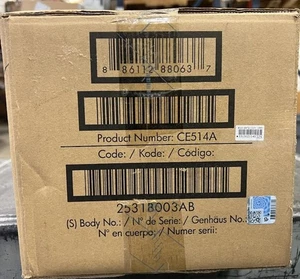 8 86112 88063 7
Product Number: CE514A
Code: / Kode: / Código:
25318003AB
(S) Body No.: / N° de Serie: / Genhäus No.:
N° en cuerpo: / Numer serii: